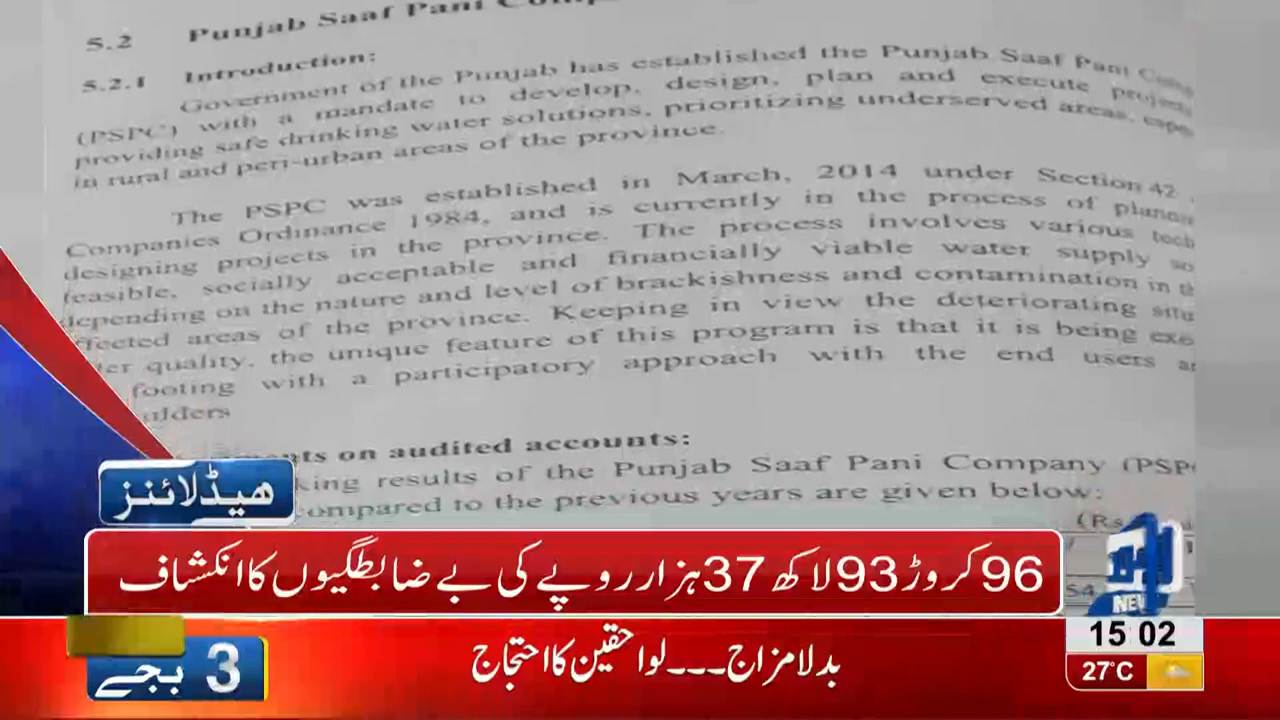 5.2 Punjab Saaf Pani
5.2.1 Introduction:
Government of the Punjab has established the Punjab Saaf Pani
(PSPC) with a mandate to develop, design, plan and execute projects
providing safe drinking water solutions, prioritizing underserved areas,
in rural and peri-urban areas of the province.
The PSPC was established in March, 2014 under Section 42
Companies Ordinance 1984, and is currently in the process of
designing projects in the province. The process involves various
feasible, socially acceptable and financially viable water supply
depending on the nature and level of brackishness and contamination in
areas of the province. Keeping in view the deteriorating
quality, the unique feature of this program is that it is being
footing with a participatory approach with the end users
on audited accounts:
results of the Punjab Saaf Pani Company
compared to the previous years are given below:
(Rs
ھیڈلائنز
96 کروڑ 93 لاکھ 37 ہزار روپے کی بے ضابطگیوں کا انکشاف
NEWS
15 02
27°C
بدلا مزاج۔۔۔لواحقین کا احتجاج
3 بجے